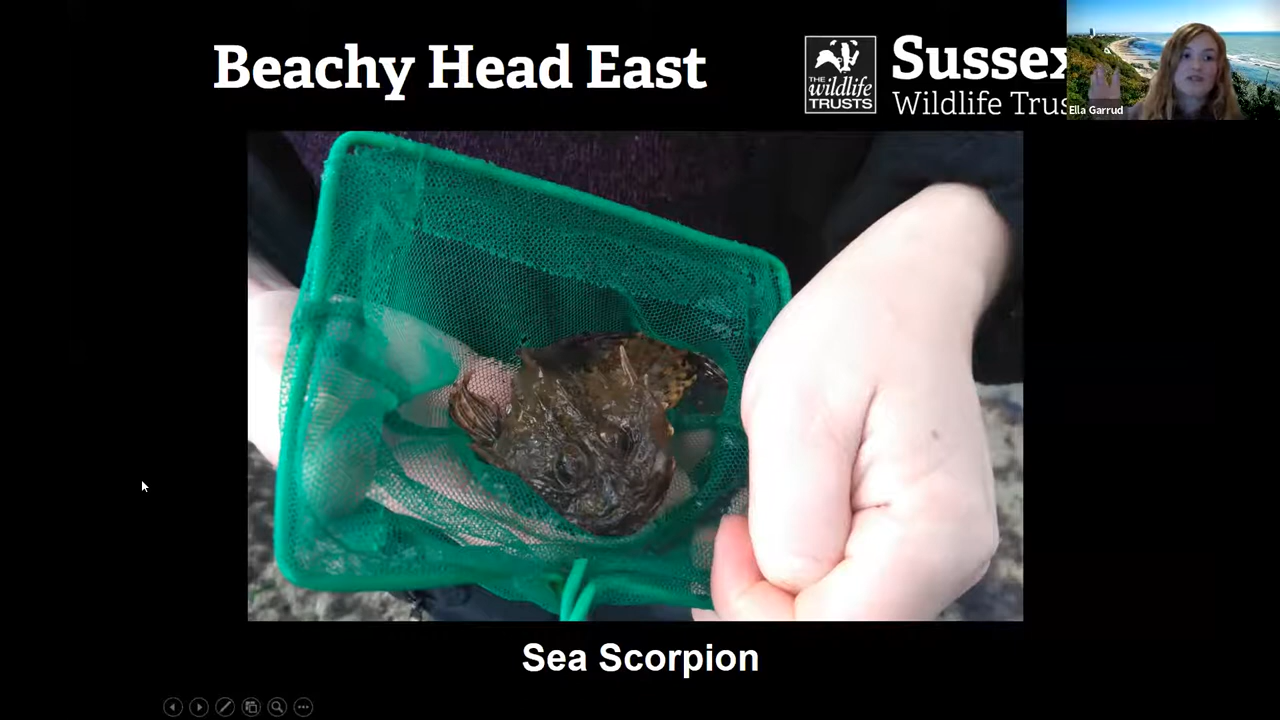 Beachy Head East
THE
wildlife
TRUSTS
Sussex
Wildlife Trus
Ella Garrud
Sea Scorpion